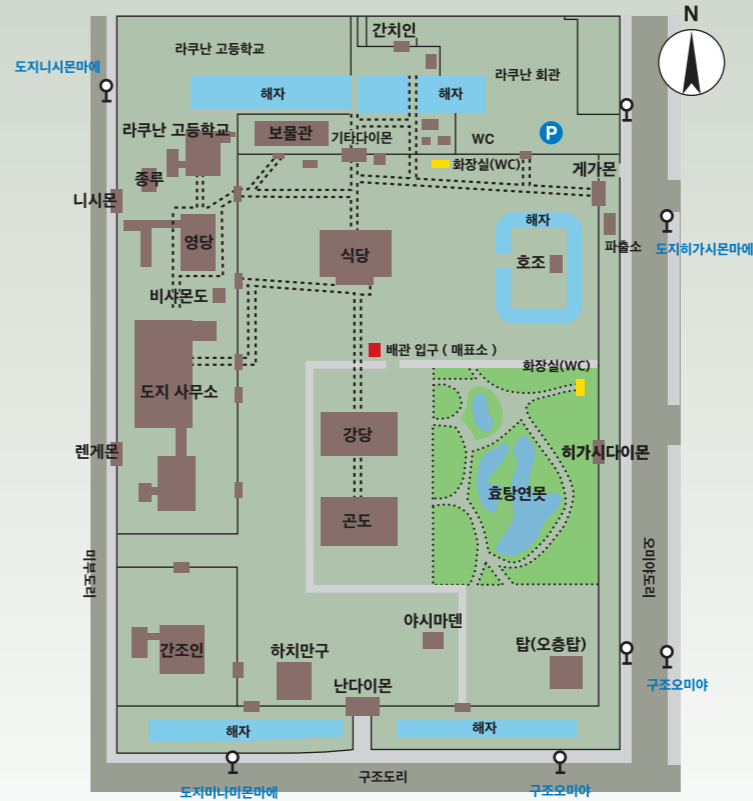 N
간치인
라쿠난 고등학교
도지니시몬마에
라쿠난 회관
해자
해자
P
라쿠난 고등학교
보물관
기타다이몬
WC
화장실(WC)
게가몬
종루
니시몬
해자
영당
식당
호조
파출소
도지히가시몬마에
비샤몬도
배관 입구 ( 매표소 )
화장실(WC)
도지 사무소
강당
렌게몬
히가시다이몬
효탕연못
곤도
미부도리
오미야도리
야시마덴
간조인
하치만구
탑(오층탑)
난다이몬
구조오미야
해자
해자
구조도리
도지미나미몬마에
구조오미야